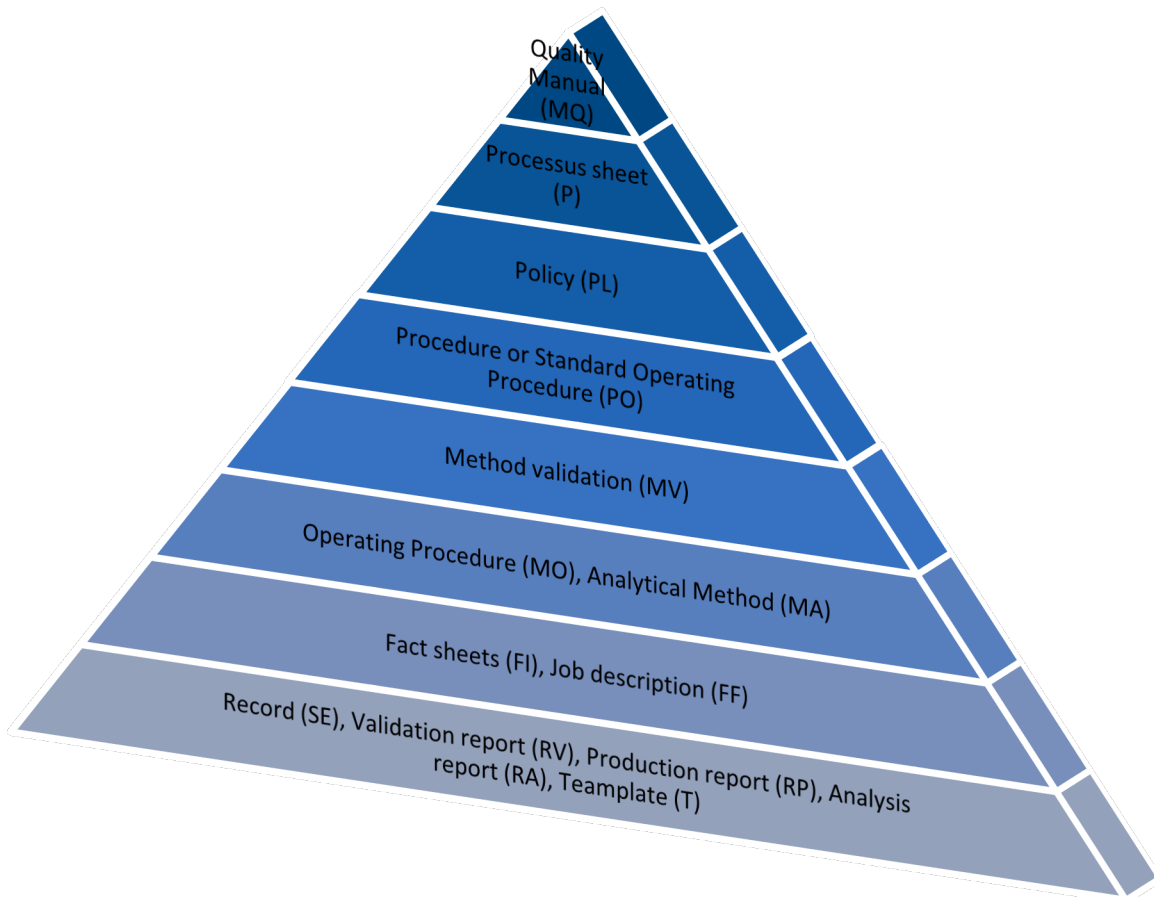 Quality
Manual
(MQ)
Processus sheet
(P)
Policy (PL)
Procedure or Standard Operating
Procedure (PO)
Method validation (MV)
Operating Procedure (MO), Analytical Method (MA)
Fact sheets (FI), Job description (FF)
Record (SE), Validation report (RV), Production report (RP), Analysis
report (RA), Teamplate (T)